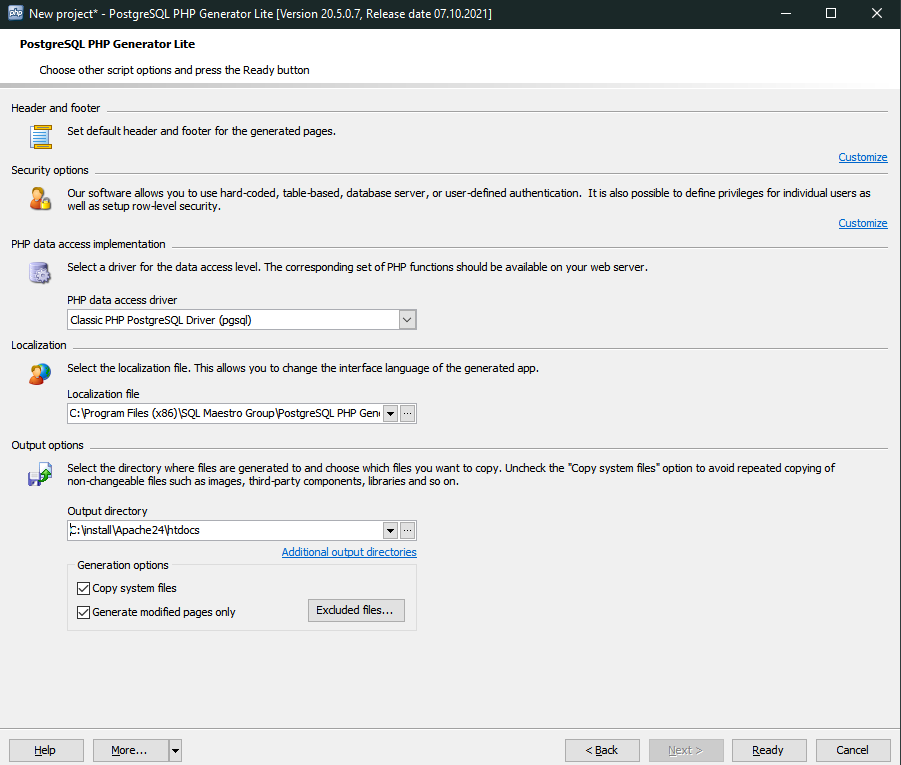 New project* - PostgreSQL PHP Generator Lite [Version 20.5.0.7, Release date 07.10.2021]
PostgreSQL PHP Generator Lite
Choose other script options and press the Ready button
Header and footer
Set default header and footer for the generated pages.
Customize
Security options
Our software allows you to use hard-coded, table-based, database server, or user-defined authentication. It is also possible to define privileges for individual users as
well as setup row-level security.
Customize
PHP data access implementation
Select a driver for the data access level. The corresponding set of PHP functions should be available on your web server.
PHP data access driver
Classic PHP PostgreSQL Driver (pgsql)
Localization
Select the localization file. This allows you to change the interface language of the generated app.
Localization file
C:\Program Files (x86)\SQL Maestro Group\PostgreSQL PHP Gene
Output options
Select the directory where files are generated to and choose which files you want to copy. Uncheck the "Copy system files" option to avoid repeated copying of
non-changeable files such as images, third-party components, libraries and so on.
Output directory
C:\install\Apache24\htdocs
Additional output directories
Generation options
Copy system files
Generate modified pages only
Excluded files...
Help
More...
< Back
Next >
Ready
Cancel